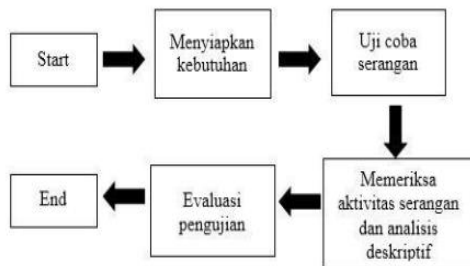 Start
Menyiapkan
kebutuhan
Uji coba
serangan
Memeriksa
aktivitas serangan
dan analisis
deskriptif
Evaluasi
pengujian
End